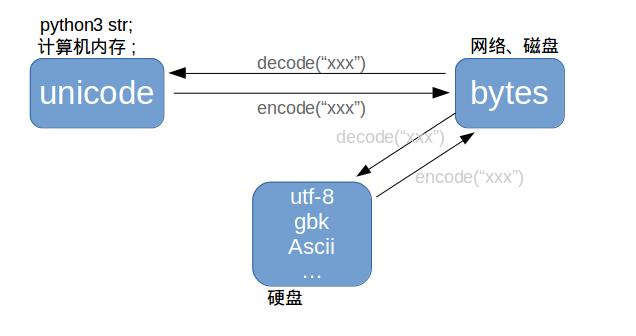 python3 str;
计算机内存 ;
unicode
decode(“xxx”)
encode(“xxx”)
网络、磁盘
bytes
decode(“xxx”)
encode(“xxx”)
utf-8
gbk
Ascii
…
硬盘